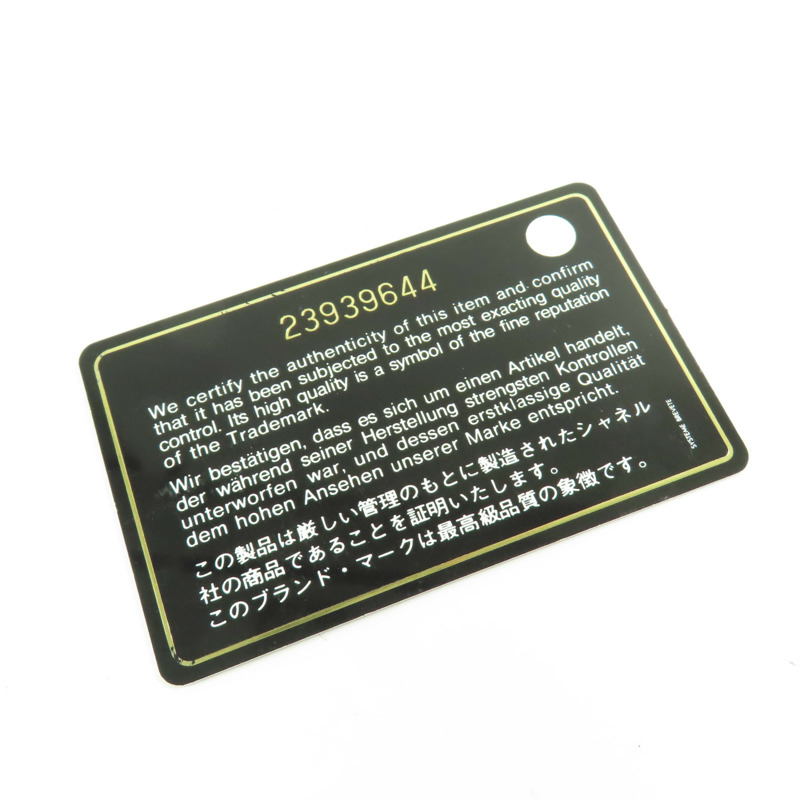 23939644
We certify the authenticity of this item and confirm
that it has been subjected to the most exacting quality
control. Its high quality is a symbol of the fine reputation
of the Trademark.
Wir bestätigen, dass es sich um einen Artikel handelt,
der während seiner Herstellung strengsten Kontrollen
unterworfen war, und dessen erstklassige Qualität
dem hohen Ansehen unserer Marke entspricht.
この製品は厳しい管理のもとに製造されたシャネル
社の商品であることを証明いたします。
このブランド・マークは最高級品質の象徴です。
SYSTEME BREVETE